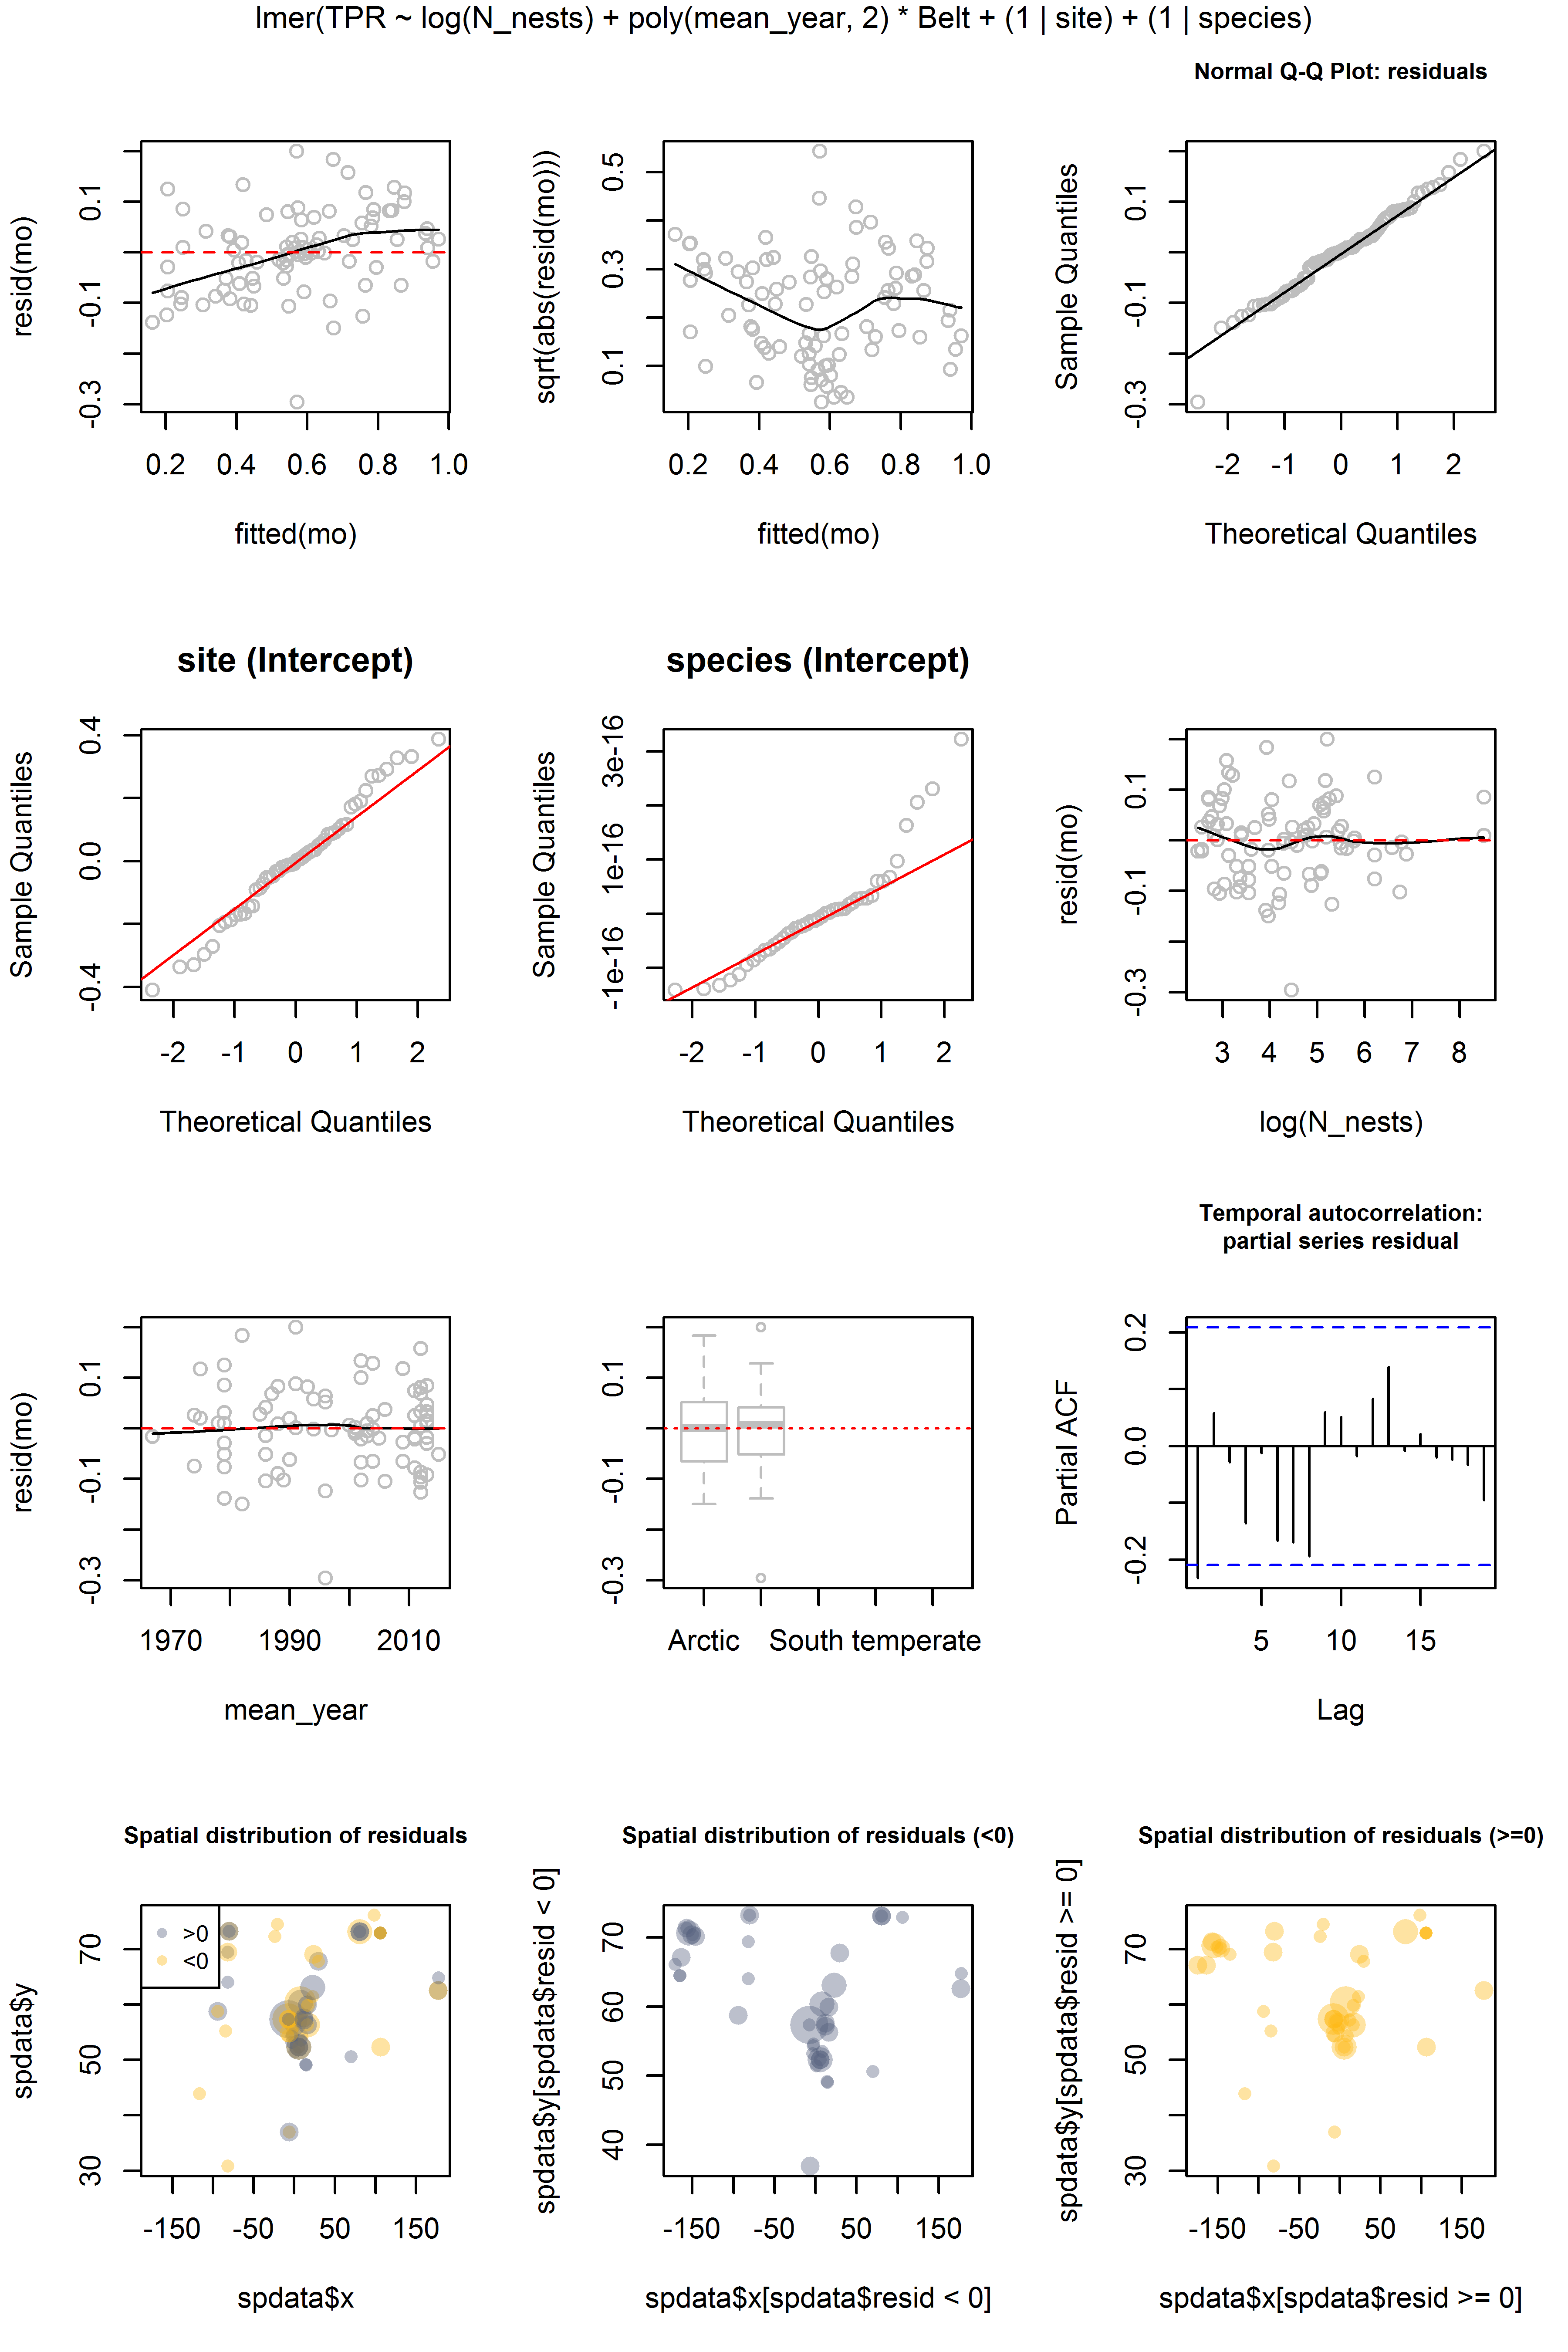 lmer(TPR ~ log(N_nests) + poly(mean_year, 2) * Belt + (1 | site) + (1 | species)
Normal Q-Q Plot: residuals
resid(mo)
0.1
-0.1
-0.3
0.2 0.4 0.6 0.8 1.0
fitted(mo)
sqrt(abs(resid(mo)))
0.5
0.3
0.1
0.2 0.4 0.6 0.8 1.0
fitted(mo)
Sample Quantiles
0.1
-0.1
-0.3
-2 -1 0 1 2
Theoretical Quantiles
site (Intercept)
Sample Quantiles
0.4
0.0
-0.4
-2 -1 0 1 2
Theoretical Quantiles
species (Intercept)
Sample Quantiles
3e-16
1e-16
-1e-16
-2 -1 0 1 2
Theoretical Quantiles
resid(mo)
0.1
-0.1
-0.3
3 4 5 6 7 8
log(N_nests)
resid(mo)
0.1
-0.1
-0.3
1970 1990 2010
mean_year
0.1
-0.1
-0.3
Arctic South temperate
Temporal autocorrelation:
partial series residual
Partial ACF
0.2
0.0
-0.2
5 10 15
Lag
Spatial distribution of residuals
spdata$y
70
50
30
>0
<0
-150 -50 50 150
spdata$x
Spatial distribution of residuals (<0)
spdata$y[spdata$resid < 0]
70
60
50
40
-150 -50 50 150
spdata$x[spdata$resid < 0]
Spatial distribution of residuals (>=0)
spdata$y[spdata$resid >= 0]
70
50
30
-150 -50 50 150
spdata$x[spdata$resid >= 0]